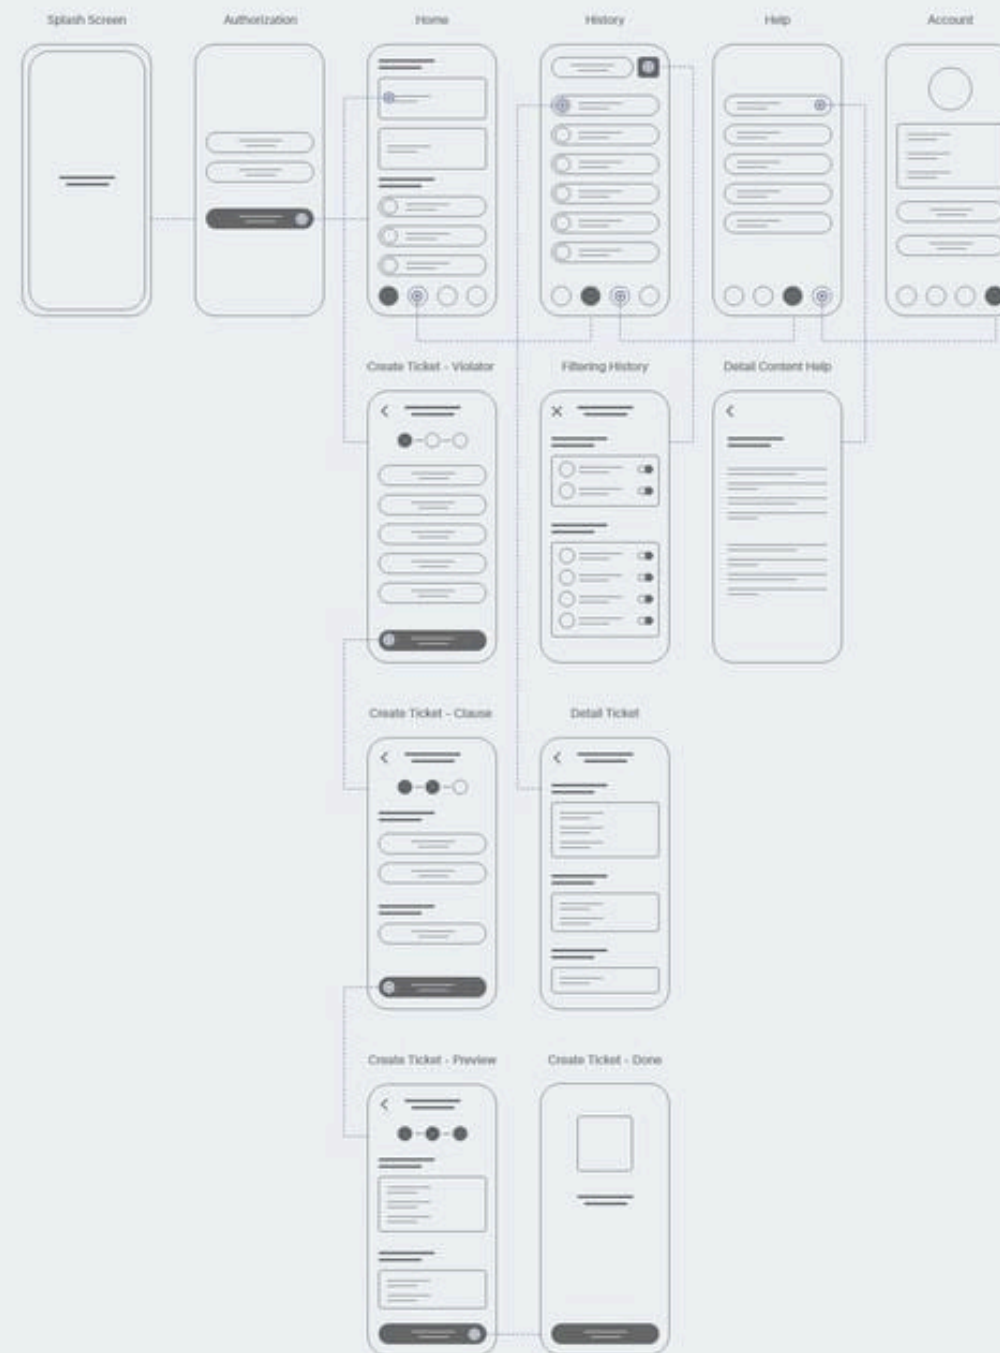 Splash Screen
Authorization
Home
History
Help
Account
Create Ticket - Violator
Filtering History
Detail Content Help
Create Ticket - Clause
Detail Ticket
Create Ticket - Preview
Create Ticket - Done